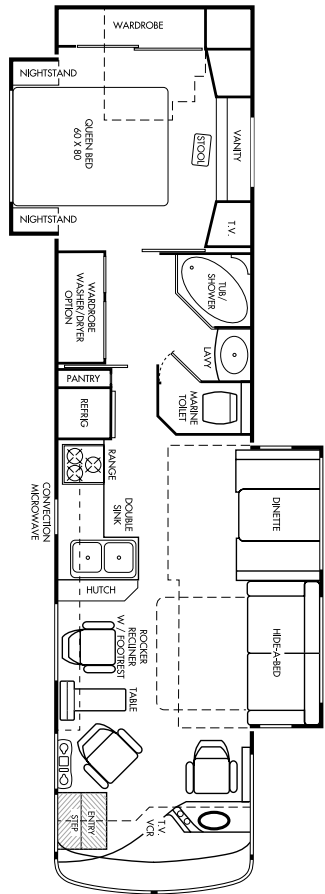 WARDROBE
NIGHTSTAND
QUEEN BED
60 X 80
STOOL
VANITY
NIGHTSTAND
T.V.
WARDROBE
WASHER/DRYER
OPTION
TUB/
SHOWER
LAVY
PANTRY
REFRIG
MARINE
TOILET
RANGE
CONVECTION
MICROWAVE
DOUBLE
SINK
DINETTE
HUTCH
ROCKER
RECLINER
W / FOOTREST
HIDE-A-BED
TABLE
ENTRY
STEP
T.V.
VCR